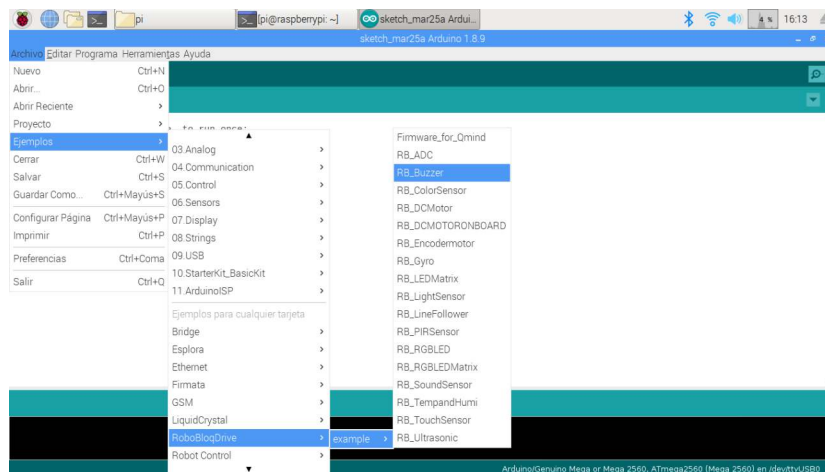 pi
[pi@raspberrypi: ~]
sketch_mar25a Ardui...
4 %
16:13
sketch_mar25a Arduino 1.8.9
Archivo Editar Programa Herramientas Ayuda
Nuevo Ctrl+N
Abrir... Ctrl+O
Abrir Reciente
Proyecto
Ejemplos
Cerrar Ctrl+W
Salvar Ctrl+S
Guardar Como... Ctrl+Mayús+S
Configurar Página Ctrl+Mayús+P
Imprimir Ctrl+P
Preferencias Ctrl+Coma
Salir Ctrl+Q
to run once:
03.Analog
04.Communication
05.Control
06.Sensors
07.Display
08.Strings
09.USB
10.StarterKit_BasicKit
11.ArduinoISP
Ejemplos para cualquier tarjeta
Bridge
Esplora
Ethernet
Firmata
GSM
LiquidCrystal
RoboBloqDrive
Robot Control
example
Firmware_for_Qmind
RB_ADC
RB_Buzzer
RB_ColorSensor
RB_DCMotor
RB_DCMOTORONBOARD
RB_Encodermotor
RB_Gyro
RB_LEDMatrix
RB_LightSensor
RB_LineFollower
RB_PIRSensor
RB_RGBLED
RB_RGBLEDMatrix
RB_SoundSensor
RB_TempandHumi
RB_TouchSensor
RB_Ultrasonic
Arduino/Genuino Mega or Mega 2560, ATmega2560 (Mega 2560) en /dev/ttyUSB0